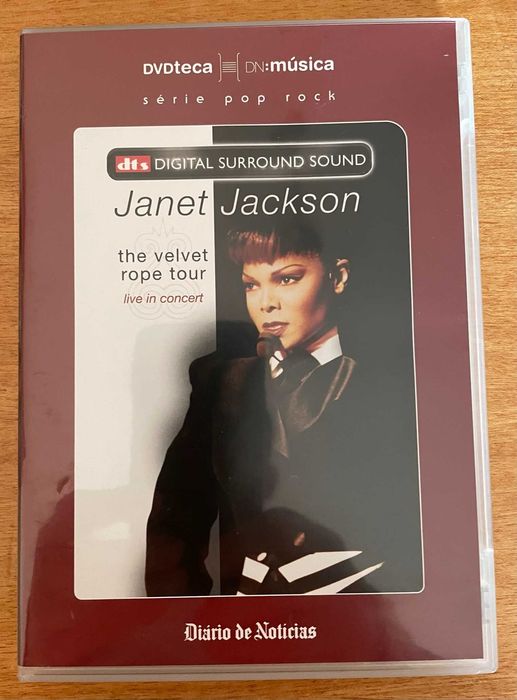 DVDteca DN:música
série pop rock
dts DIGITAL SURROUND SOUND
Janet Jackson
the velvet
rope tour
live in concert
Diário de Notícias